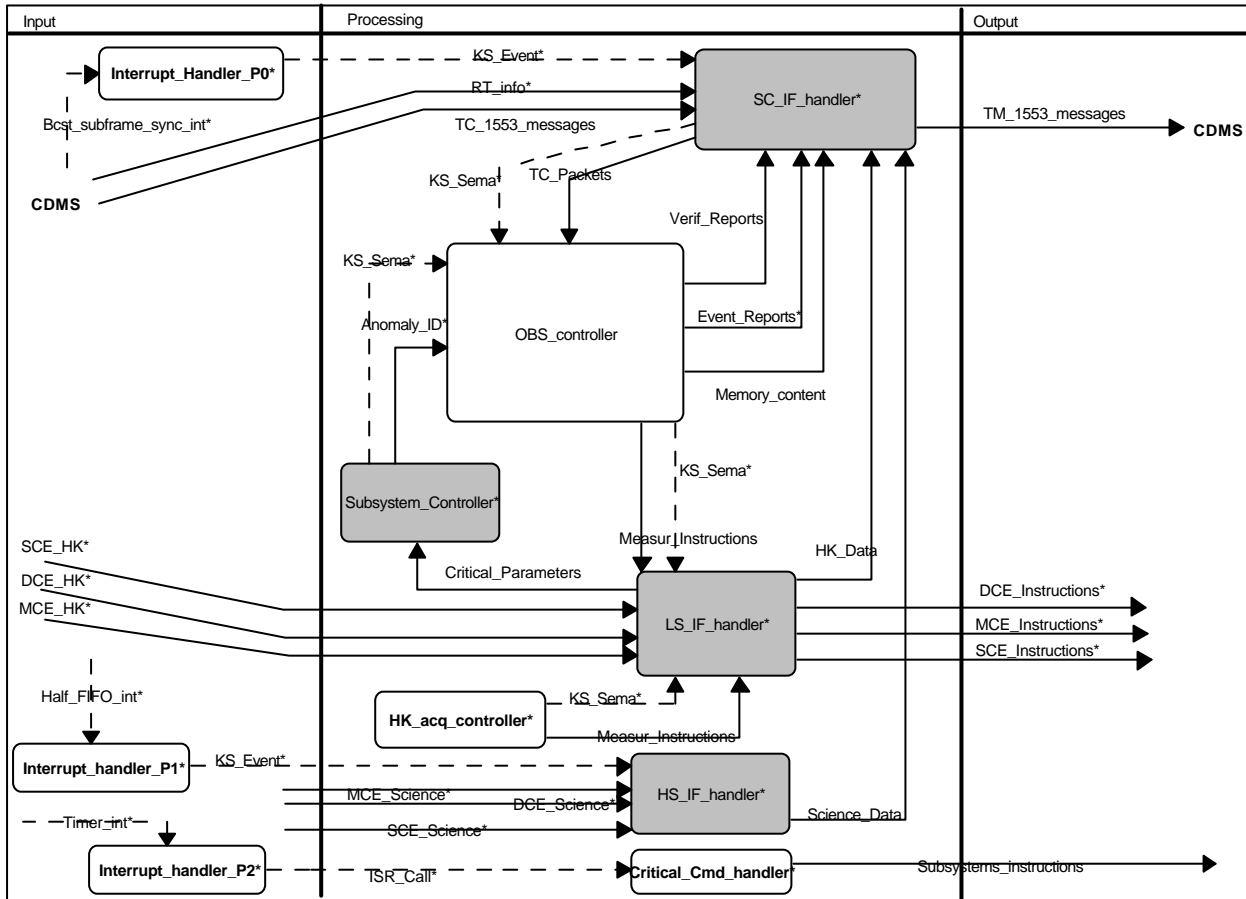 Input
Processing
Output
Interrupt_Handler_P0*
KS_Event*
RT_info*
SC_IF_handler*
Bcst_subframe_sync_int*
TC_1553_messages
TM_1553_messages
CDMS
KS_Sema*
TC_Packets
CDMS
Verif_Reports
KS_Sema*
Anomaly_ID*
OBS_controller
Event_Reports*
Memory_content
KS_Sema*
Subsystem_Controller*
SCE_HK*
Measur_Instructions
HK_Data
DCE_HK*
Critical_Parameters
DCE_Instructions*
MCE_HK*
LS_IF_handler*
MCE_Instructions*
SCE_Instructions*
Half_FIFO_int*
KS_Sema*
HK_acq_controller*
Measur_Instructions
Interrupt_handler_P1*
KS_Event*
MCE_Science*
DCE_Science*
HS_IF_handler*
Science_Data
Timer_int*
SCE_Science*
Interrupt_handler_P2*
ISR_Call*
Critical_Cmd_handler*
Subsystems_instructions